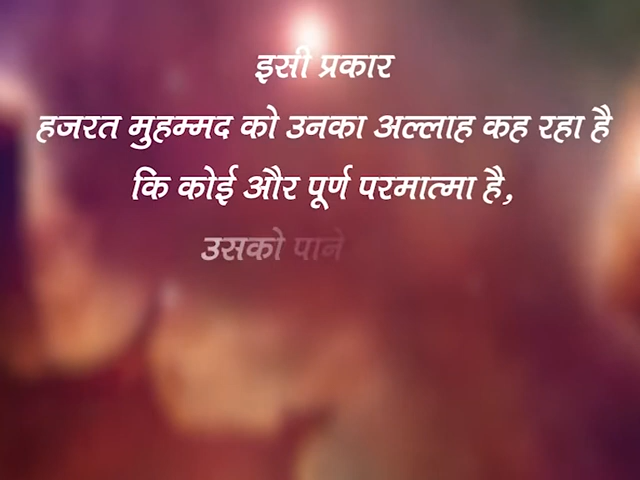 इसी प्रकार
हजरत मुहम्मद को उनका अल्लाह कह रहा है
कि कोई और पूर्ण परमात्मा है,
उसको पाने